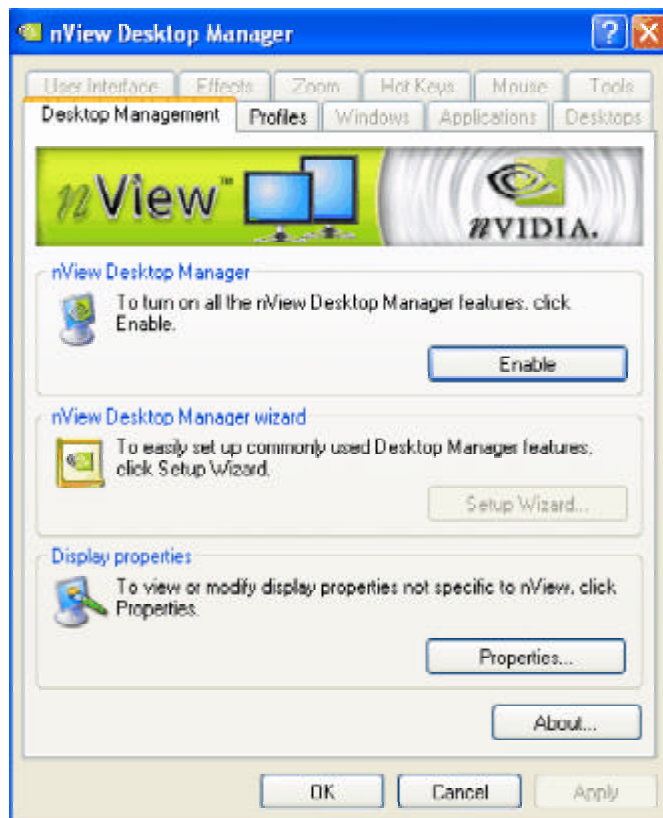 nView Desktop Manager
User Interface Effects Zoom Hot Keys Mouse Tools
Desktop Management Profiles Windows Applications Desktops
nView™
nVIDIA.
nView Desktop Manager
To turn on all the nView Desktop Manager features, click
Enable.
Enable
nView Desktop Manager wizard
To easily set up commonly used Desktop Manager features,
click Setup Wizard.
Setup Wizard...
Display properties
To view or modify display properties not specific to nView, click
Properties.
Properties...
About...
OK Cancel Apply